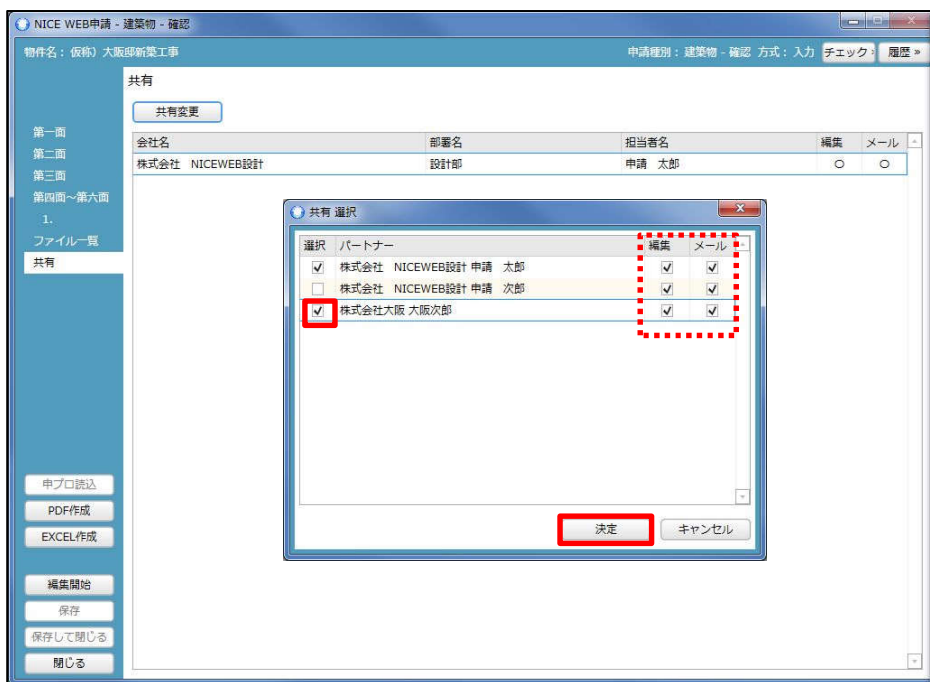 NICE WEB申請 - 建築物 - 確認
物件名： 仮称）大阪邸新築工事
申請種別： 建築物 - 確認 方式： 入力
チェック»
履歴 »
共有
共有変更
第一面
第二面
第三面
第四面～第六面
1.
ファイル一覧
共有
会社名 部署名 担当者名 編集 メール
株式会社 NICEWEB設計 設計部 申請 太郎 ○ ○
共有 選択
選択 パートナー 編集 メール
株式会社 NICEWEB設計 申請 太郎
株式会社 NICEWEB設計 申請 次郎
株式会社大阪 大阪次郎
決定
キャンセル
申プロ読込
PDF作成
EXCEL作成
編集開始
保存
保存して閉じる
閉じる